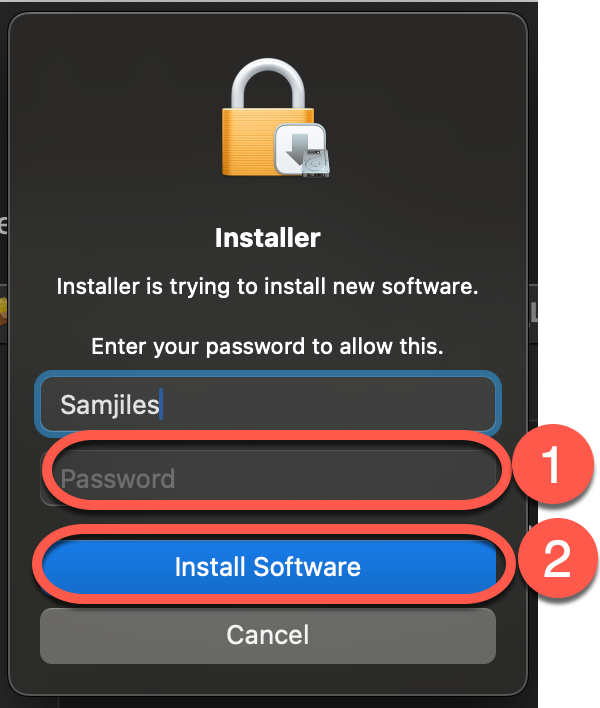 Installer
Installer is trying to install new software.
Enter your password to allow this.
Samjiles
Password
1
Install Software
2
Cancel